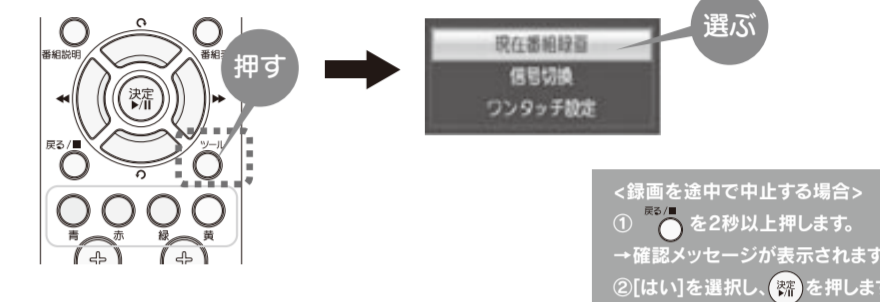 番組説明
番組
押す
決定
▶/II
◀◀
▶▶
戻る/■
ツール
青
赤
緑
黄
選ぶ
現在番組録画
信号切換
ワンタッチ設定
<録画を途中で中止する場合>
① 戻る/■ を2秒以上押します。
→確認メッセージが表示されます
②[はい]を選択し、決定 ▶/II を押します